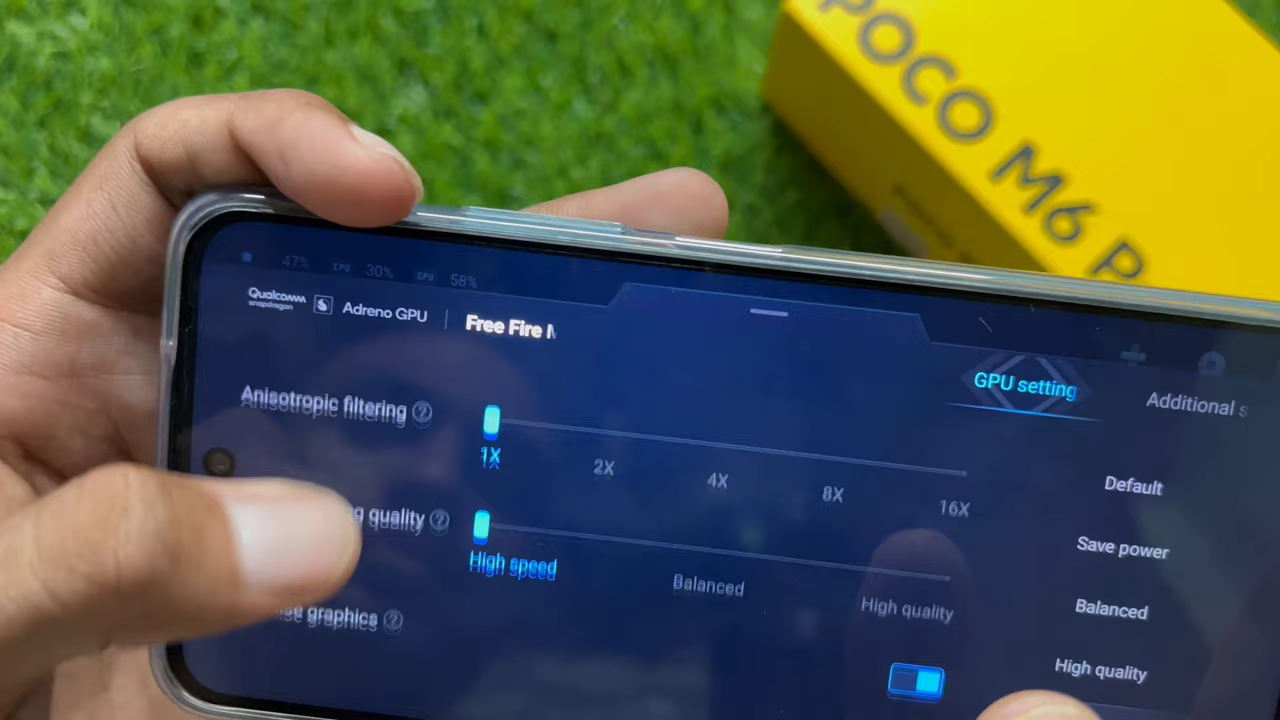 POCO M6 P
47% CPU 30% GPU 58%
Qualcomm
snapdragon
Adreno GPU
Free Fire M
GPU setting
Additional s
Anisotropic filtering
1X
2X
4X
8X
16X
Default
g quality
High speed
Balanced
High quality
Save power
Balanced
graphics
High quality